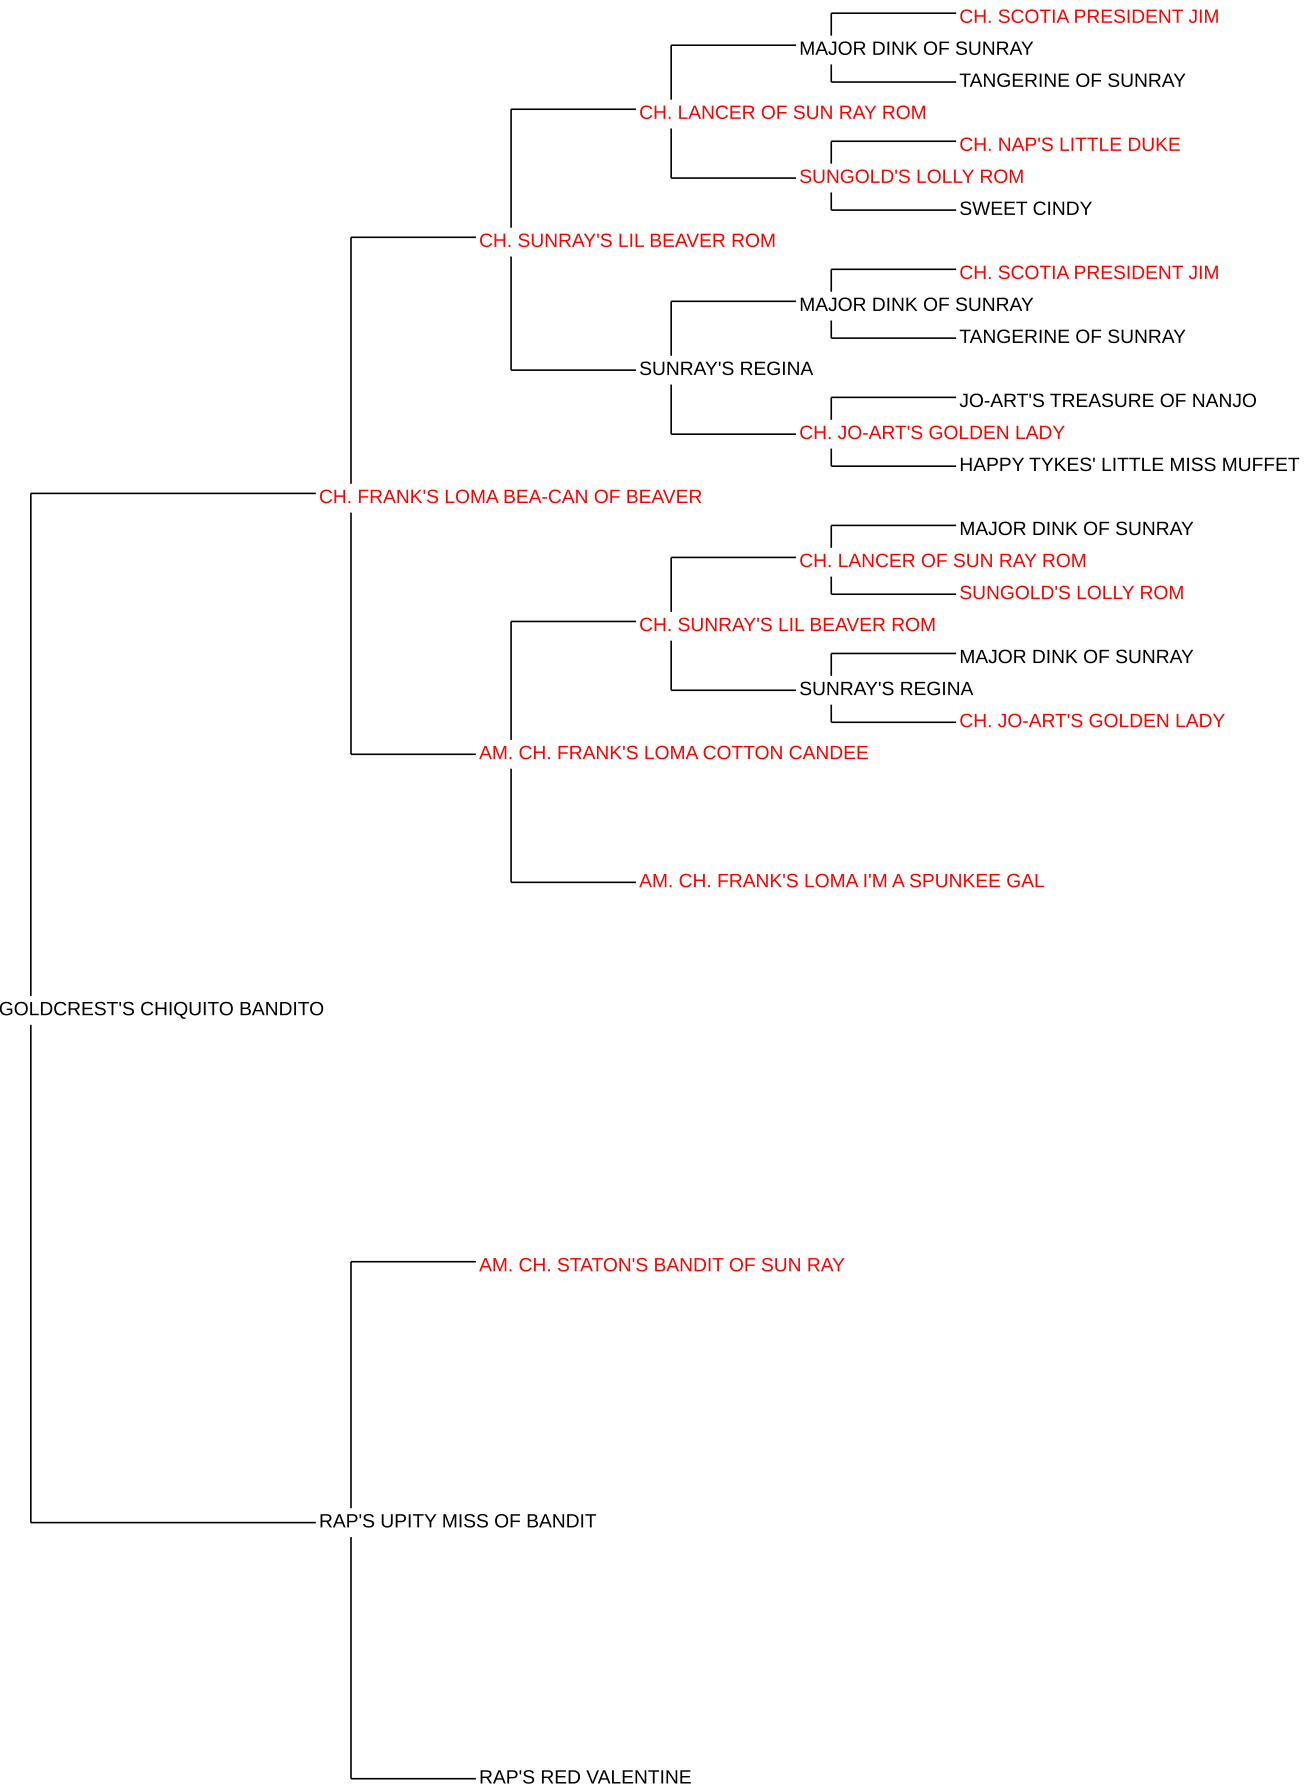 CH. SCOTIA PRESIDENT JIM
MAJOR DINK OF SUNRAY
TANGERINE OF SUNRAY
CH. LANCER OF SUN RAY ROM
CH. NAP'S LITTLE DUKE
SUNGOLD'S LOLLY ROM
SWEET CINDY
CH. SUNRAY'S LIL BEAVER ROM
CH. SCOTIA PRESIDENT JIM
MAJOR DINK OF SUNRAY
TANGERINE OF SUNRAY
SUNRAY'S REGINA
JO-ART'S TREASURE OF NANJO
CH. JO-ART'S GOLDEN LADY
HAPPY TYKES' LITTLE MISS MUFFET
CH. FRANK'S LOMA BEA-CAN OF BEAVER
MAJOR DINK OF SUNRAY
CH. LANCER OF SUN RAY ROM
SUNGOLD'S LOLLY ROM
CH. SUNRAY'S LIL BEAVER ROM
MAJOR DINK OF SUNRAY
SUNRAY'S REGINA
CH. JO-ART'S GOLDEN LADY
AM. CH. FRANK'S LOMA COTTON CANDEE
AM. CH. FRANK'S LOMA I'M A SPUNKEE GAL
GOLDCREST'S CHIQUITO BANDITO
AM. CH. STATON'S BANDIT OF SUN RAY
RAP'S UPITY MISS OF BANDIT
RAP'S RED VALENTINE